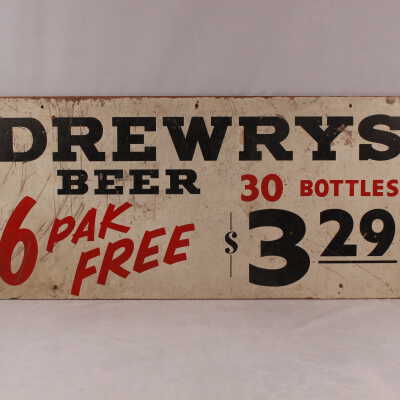 DREWRYS
BEER
30 BOTTLES
6 PAK FREE
$3.29